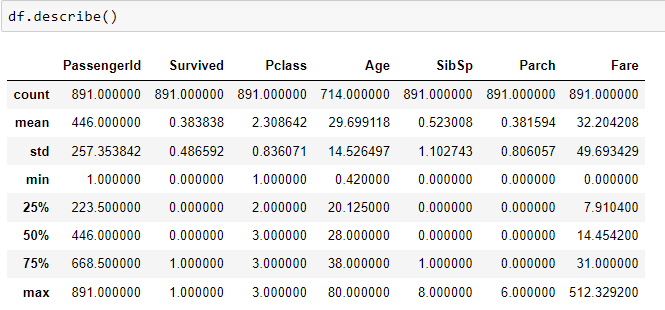 df.describe()
PassengerId Survived Pclass Age SibSp Parch Fare
count 891.000000 891.000000 891.000000 714.000000 891.000000 891.000000 891.000000
mean 446.000000 0.383838 2.308642 29.699118 0.523008 0.381594 32.204208
std 257.353842 0.486592 0.836071 14.526497 1.102743 0.806057 49.693429
min 1.000000 0.000000 1.000000 0.420000 0.000000 0.000000 0.000000
25% 223.500000 0.000000 2.000000 20.125000 0.000000 0.000000 7.910400
50% 446.000000 0.000000 3.000000 28.000000 0.000000 0.000000 14.454200
75% 668.500000 1.000000 3.000000 38.000000 1.000000 0.000000 31.000000
max 891.000000 1.000000 3.000000 80.000000 8.000000 6.000000 512.329200